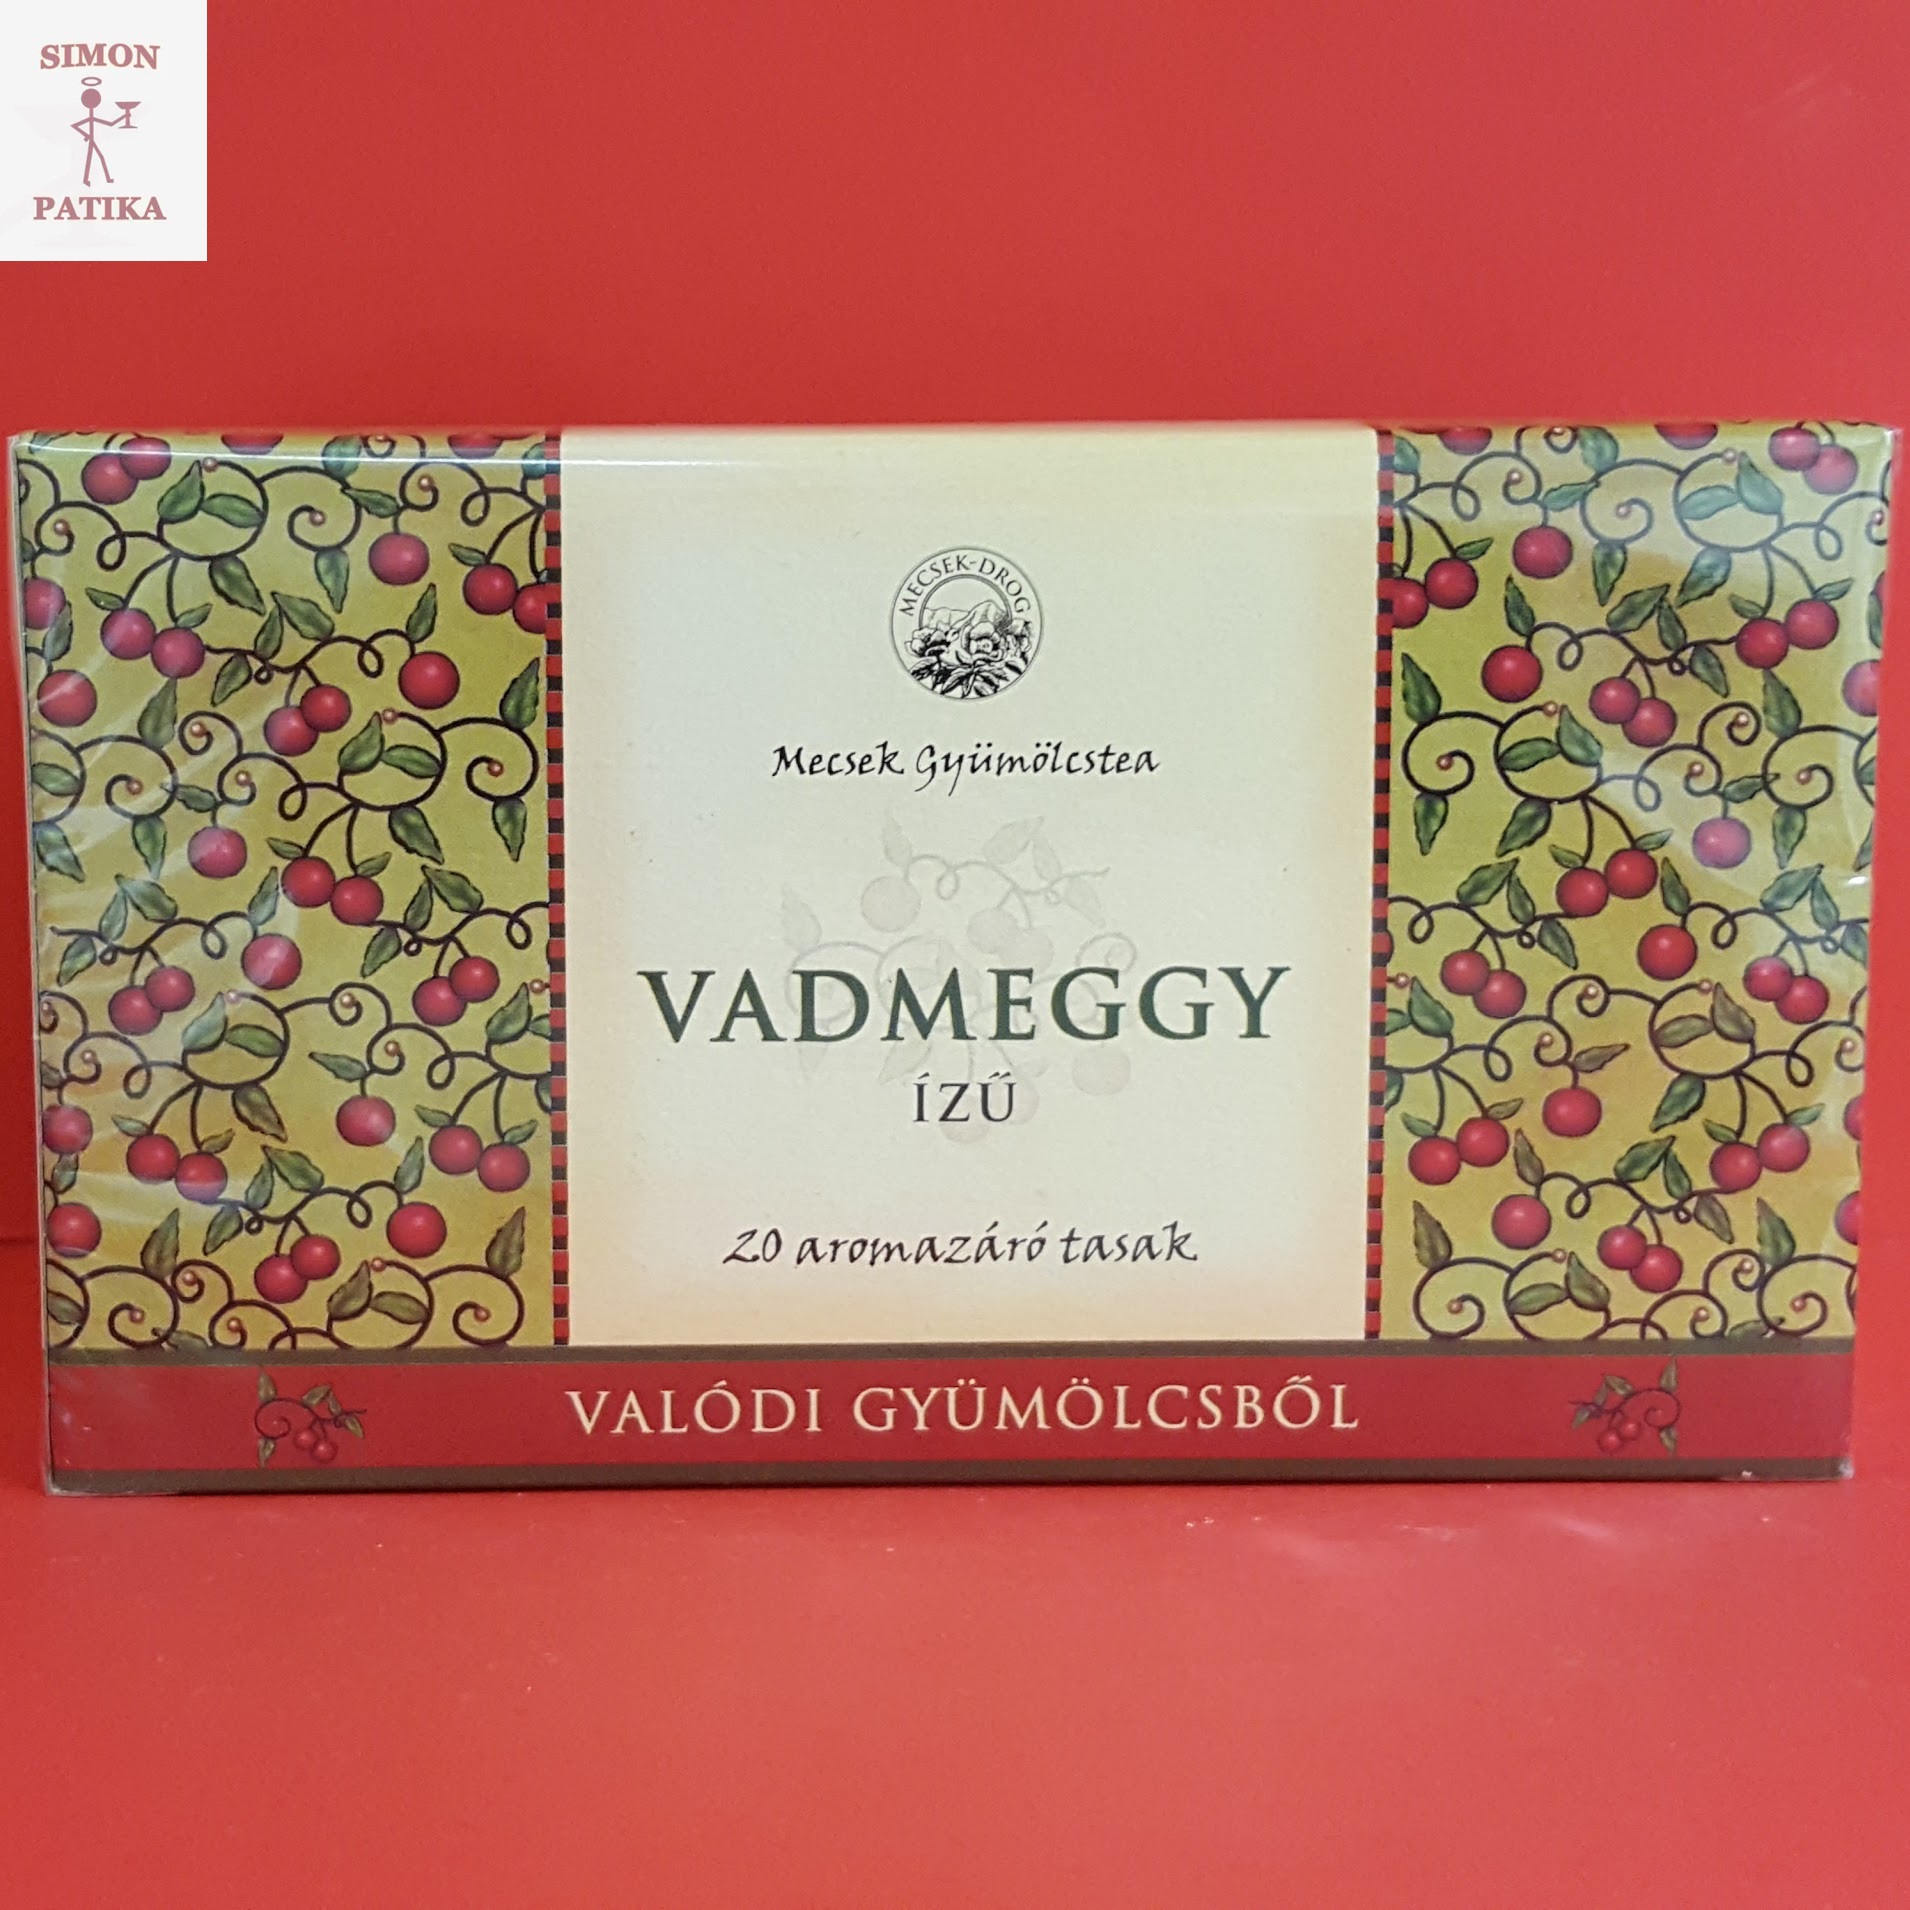 SIMON
PATIKA
MECSEK-DROG
Mecsek Gyümölcstea
VADMEGGY
ÍZŰ
20 aromazáró tasak
VALÓDI GYÜMÖLCSBŐL